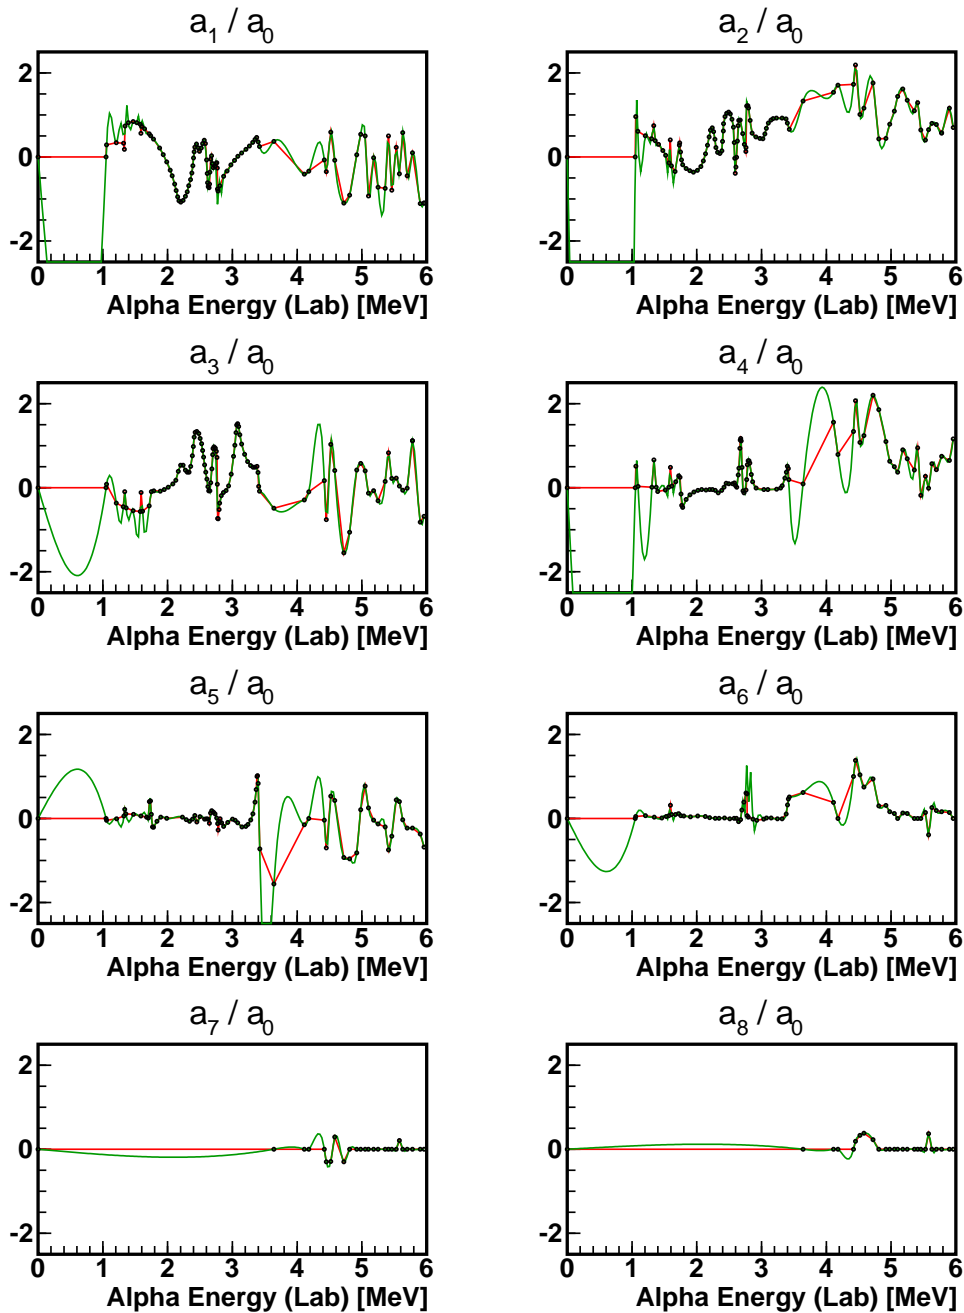 a1 / a0
a2 / a0
2
0
-2
0 1 2 3 4 5 6
Alpha Energy (Lab) [MeV]
2
0
-2
0 1 2 3 4 5 6
Alpha Energy (Lab) [MeV]
a3 / a0
a4 / a0
2
0
-2
0 1 2 3 4 5 6
Alpha Energy (Lab) [MeV]
2
0
-2
0 1 2 3 4 5 6
Alpha Energy (Lab) [MeV]
a5 / a0
a6 / a0
2
0
-2
0 1 2 3 4 5 6
Alpha Energy (Lab) [MeV]
2
0
-2
0 1 2 3 4 5 6
Alpha Energy (Lab) [MeV]
a7 / a0
a8 / a0
2
0
-2
0 1 2 3 4 5 6
Alpha Energy (Lab) [MeV]
2
0
-2
0 1 2 3 4 5 6
Alpha Energy (Lab) [MeV]